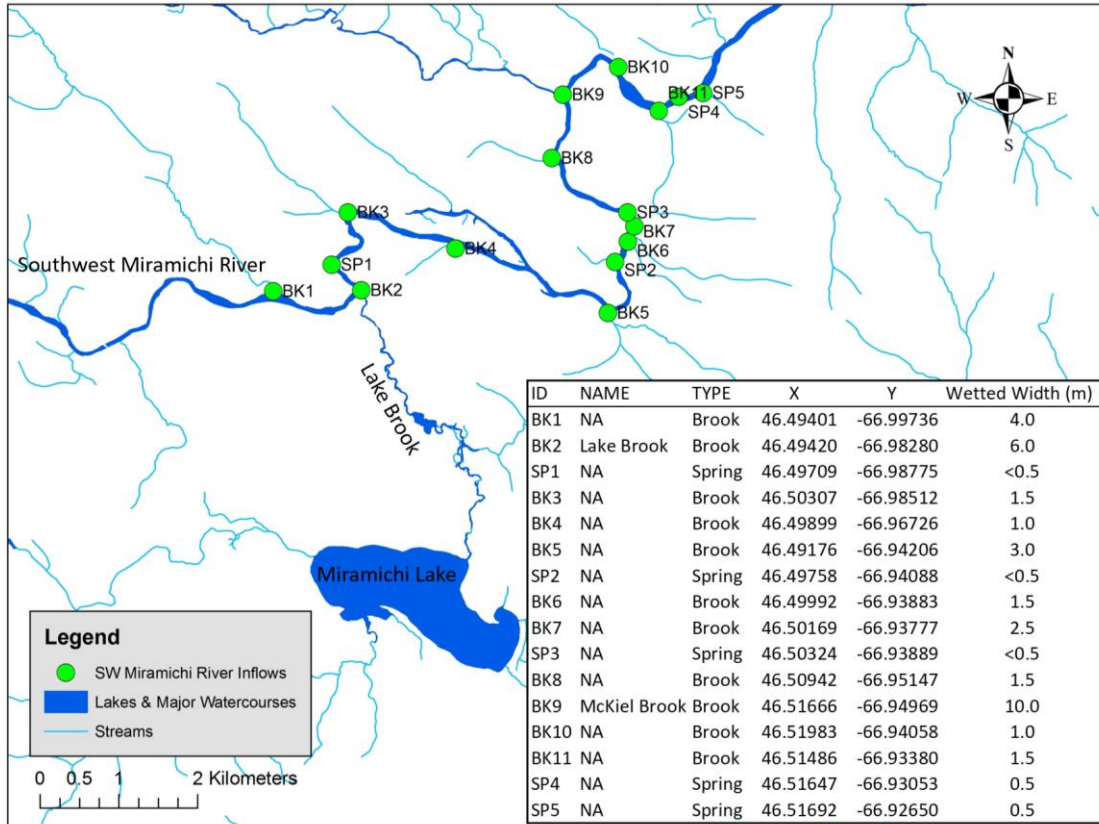 BK10
N
BK9
BK11
SP5
W
E
SP4
S
BK8
BK3
SP3
BK7
BK4
BK6
Southwest Miramichi River
SP1
SP2
BK1
BK2
BK5
Lake Brook
Miramichi Lake
Legend
SW Miramichi River Inflows
Lakes & Major Watercourses
Streams
0 0.5 1 2 Kilometers
ID NAME TYPE X Y Wetted Width (m)
BK1 NA Brook 46.49401 -66.99736 4.0
BK2 Lake Brook Brook 46.49420 -66.98280 6.0
SP1 NA Spring 46.49709 -66.98775 <0.5
BK3 NA Brook 46.50307 -66.98512 1.5
BK4 NA Brook 46.49899 -66.96726 1.0
BK5 NA Brook 46.49176 -66.94206 3.0
SP2 NA Spring 46.49758 -66.94088 <0.5
BK6 NA Brook 46.49992 -66.93883 1.5
BK7 NA Brook 46.50169 -66.93777 2.5
SP3 NA Spring 46.50324 -66.93889 <0.5
BK8 NA Brook 46.50942 -66.95147 1.5
BK9 McKiel Brook Brook 46.51666 -66.94969 10.0
BK10 NA Brook 46.51983 -66.94058 1.0
BK11 NA Brook 46.51486 -66.93380 1.5
SP4 NA Spring 46.51647 -66.93053 0.5
SP5 NA Spring 46.51692 -66.92650 0.5